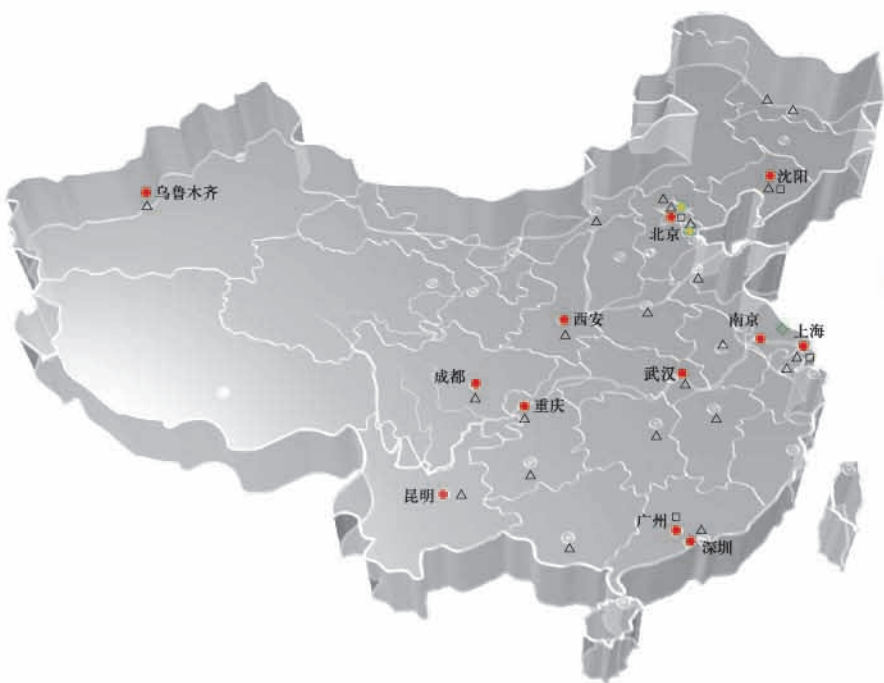 沈阳
乌鲁木齐
北京
南京
上海
西安
武汉
成都
重庆
昆明
广州
深圳